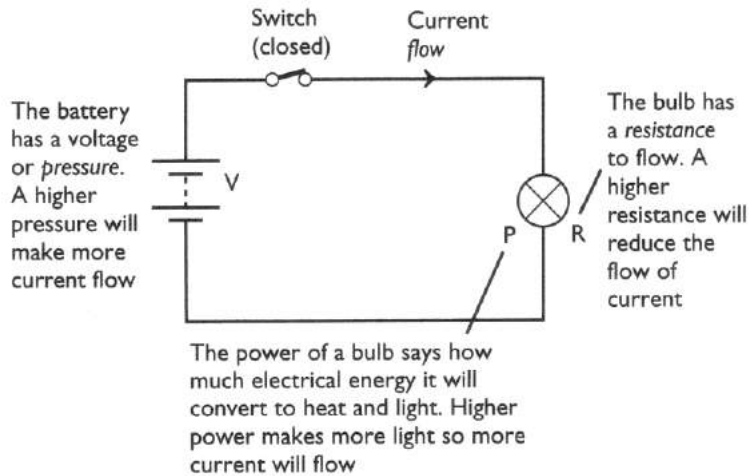 Switch
(closed)
Current
flow
The battery
has a voltage
or pressure.
A higher
pressure will
make more
current flow
V
The bulb has
a resistance
to flow. A
higher
resistance will
reduce the
flow of
current
P
R
The power of a bulb says how
much electrical energy it will
convert to heat and light. Higher
power makes more light so more
current will flow